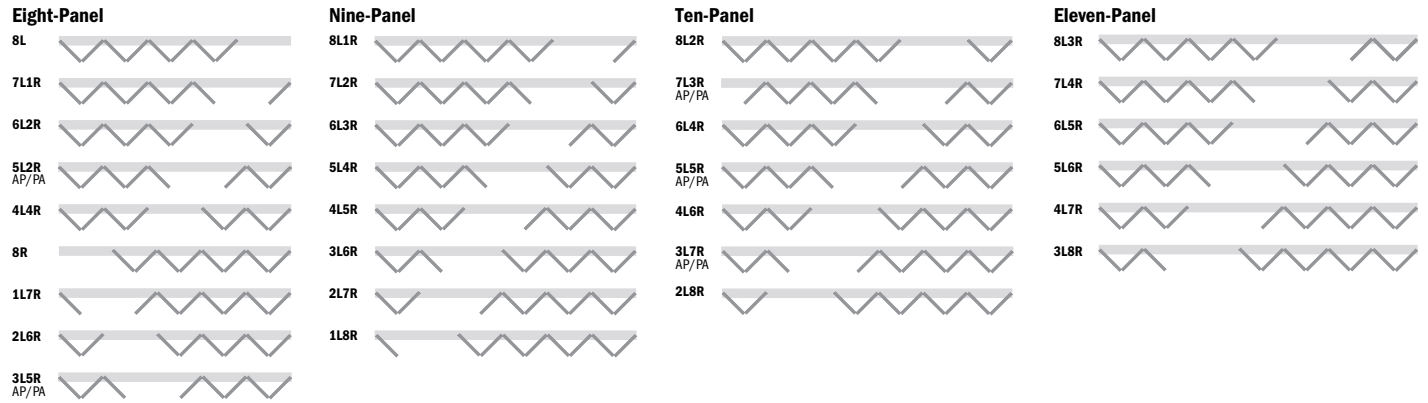 Eight-Panel
8L
7L1R
6L2R
5L2R
AP/PA
4L4R
8R
1L7R
2L6R
3L5R
AP/PA
Nine-Panel
8L1R
7L2R
6L3R
5L4R
4L5R
3L6R
2L7R
1L8R
Ten-Panel
8L2R
7L3R
AP/PA
6L4R
5L5R
AP/PA
4L6R
3L7R
AP/PA
2L8R
Eleven-Panel
8L3R
7L4R
6L5R
5L6R
4L7R
3L8R